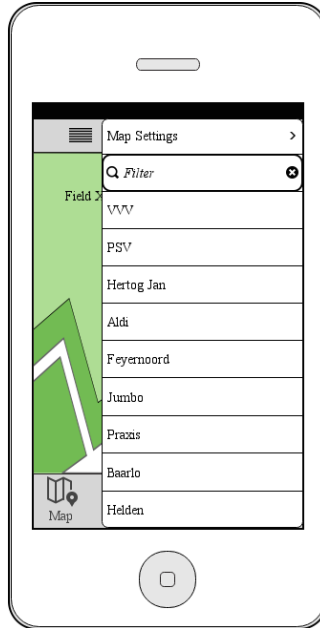 Map Settings
Filter
Field X
VVV
PSV
Hertog Jan
Aldi
Feyernoord
Jumbo
Praxis
Baarlo
Helden
Map